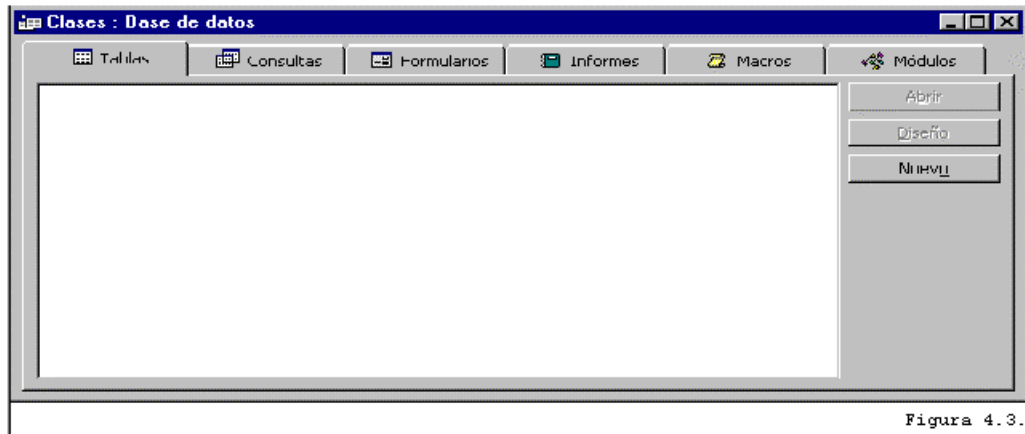 Clases : Base de datos
Tablas Consultas Formularios Informes Macros Módulos
Abrir
Diseño
Nuevo
Figura 4.3.